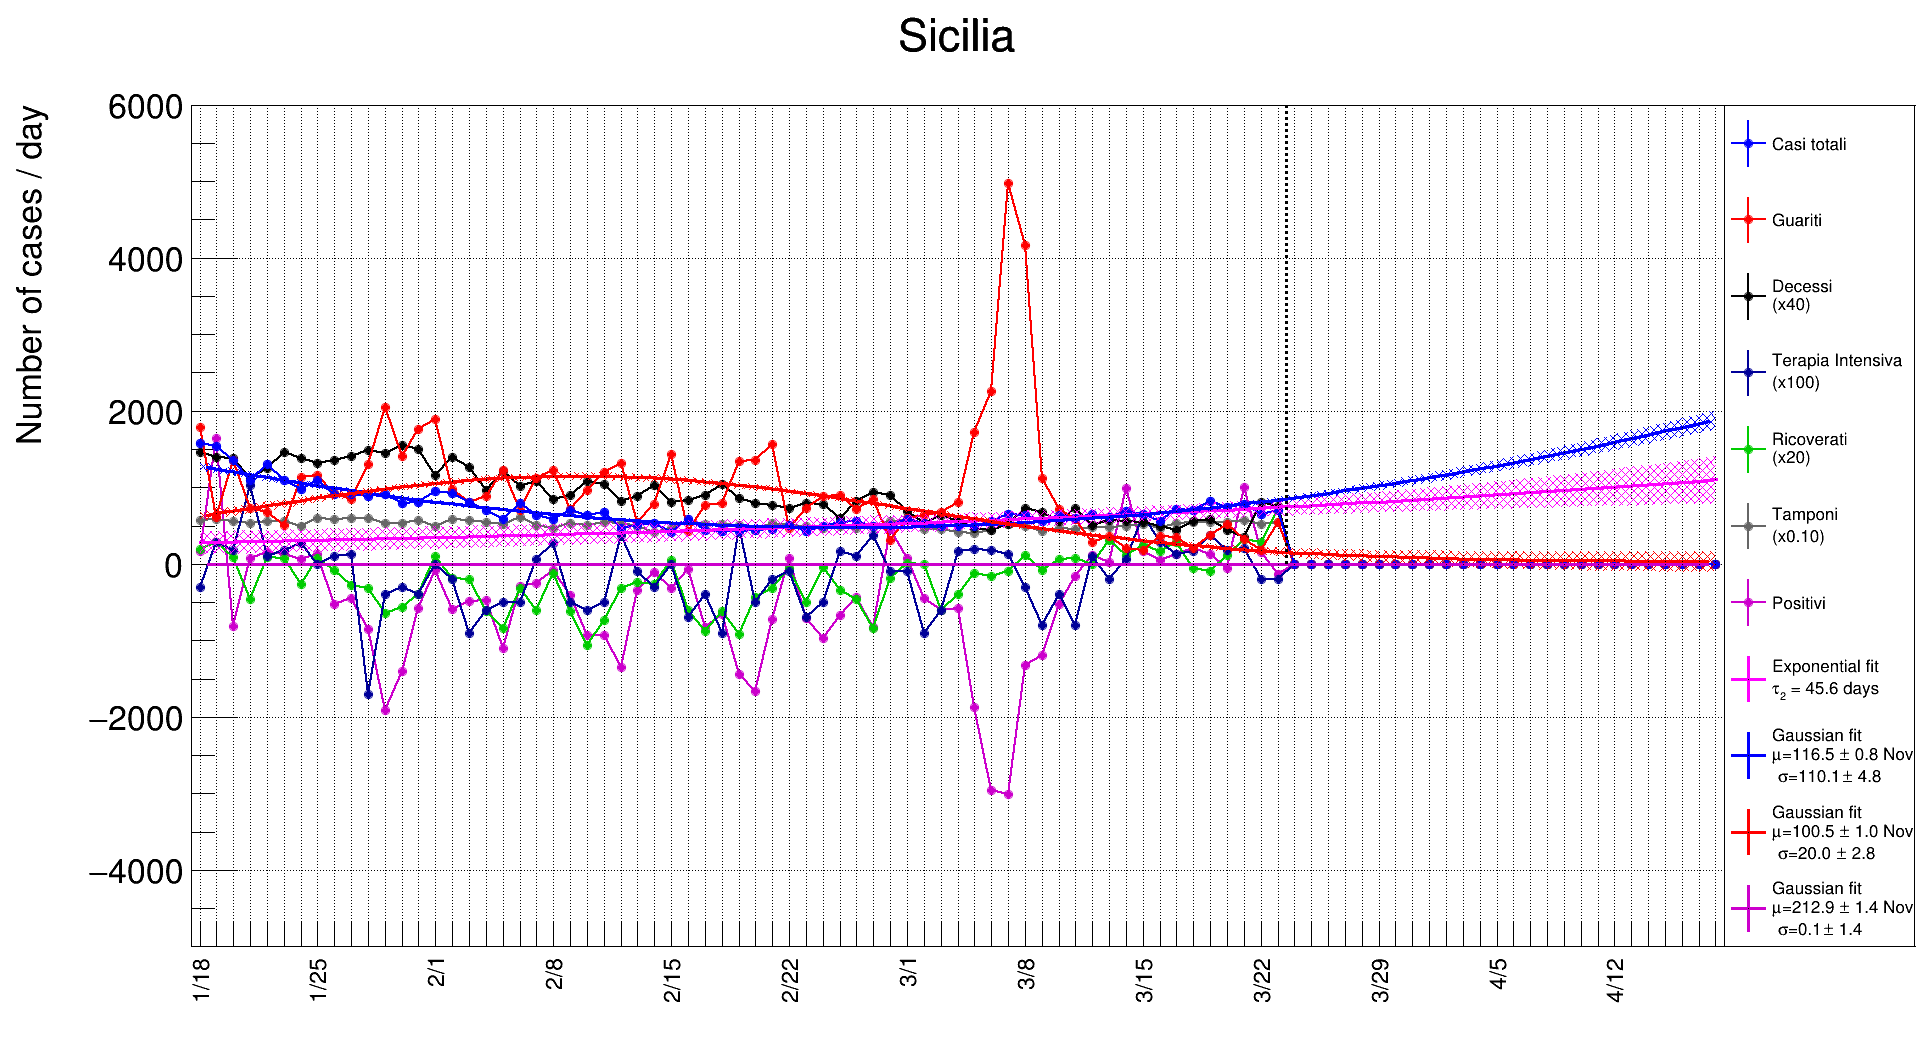 Sicilia
Number of cases / day
6000
4000
2000
0
−2000
−4000
1/18
1/25
2/1
2/8
2/15
2/22
3/1
3/8
3/15
3/22
3/29
4/5
4/12
Casi totali
Guariti
Decessi
(x40)
Terapia Intensiva
(x100)
Ricoverati
(x20)
Tamponi
(x0.10)
Positivi
Exponential fit
τ2 = 45.6 days
Gaussian fit
μ=116.5 ± 0.8 Nov
σ=110.1 ± 4.8
Gaussian fit
μ=100.5 ± 1.0 Nov
σ=20.0 ± 2.8
Gaussian fit
μ=212.9 ± 1.4 Nov
σ=0.1 ± 1.4